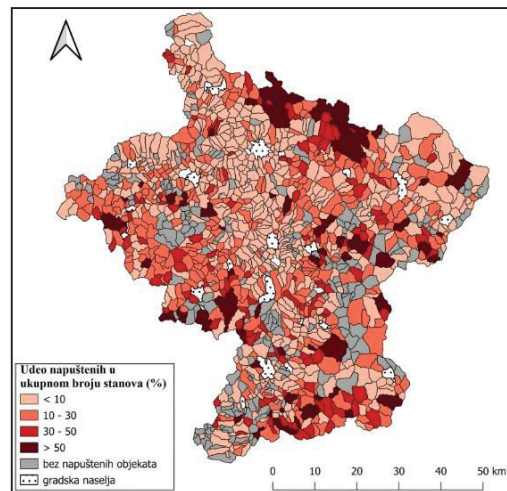 Udeo napuštenih u
ukupnom broju stanova (%)
< 10
10 - 30
30 - 50
> 50
bez napuštenih objekata
gradska naselja
0 10 20 30 40 50 km